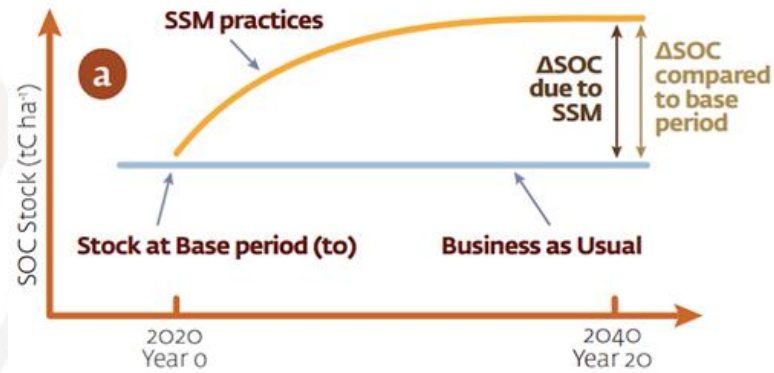 SSM practices
a
ΔSOC
due to
SSM
ΔSOC
compared
to base
period
SOC Stock (tC ha⁻¹)
Stock at Base period (to)
Business as Usual
2020
Year 0
2040
Year 20